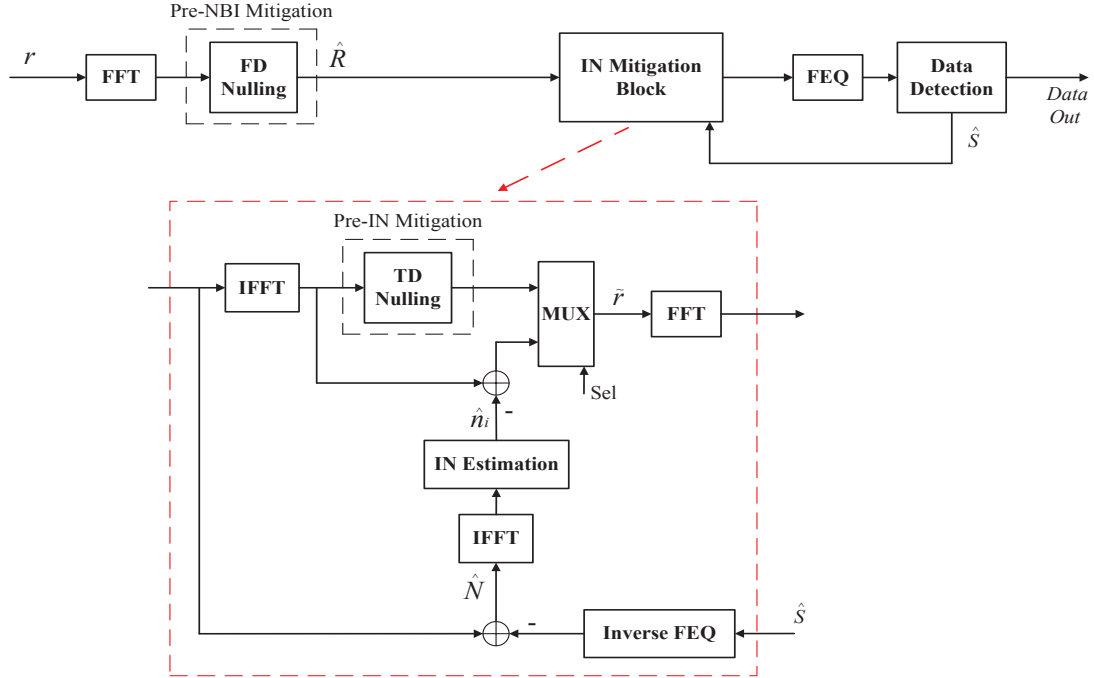 Pre-NBI Mitigation
r
FFT
FD
Nulling
R̂
IN Mitigation
Block
FEQ
Data
Detection
Data
Out
Ŝ
Pre-IN Mitigation
IFFT
TD
Nulling
MUX
r̃
FFT
Sel
-
n̂ᵢ
IN Estimation
IFFT
N̂
-
Inverse FEQ
Ŝ